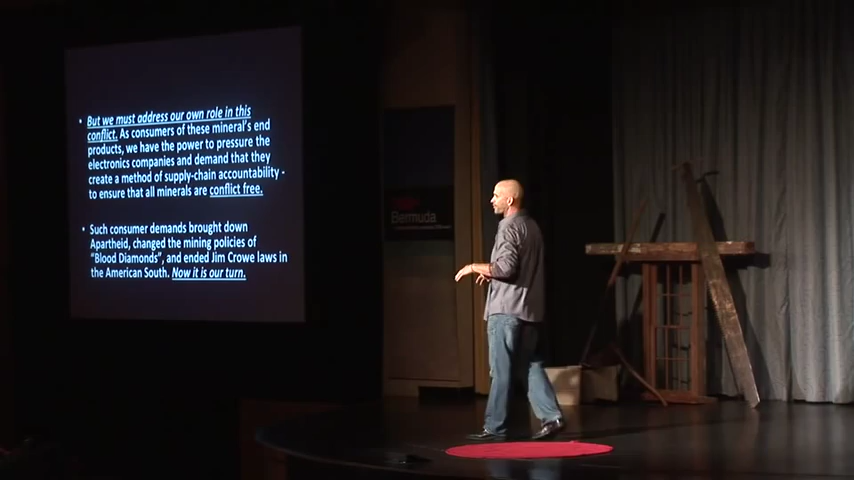 • But we must address our own role in this
conflict. As consumers of these mineral's end
products, we have the power to pressure the
electronics companies and demand that they
create a method of supply-chain accountability -
to ensure that all minerals are conflict free.
• Such consumer demands brought down
Apartheid, changed the mining policies of
"Blood Diamonds", and ended Jim Crowe laws in
the American South. Now it is our turn.
Bermuda